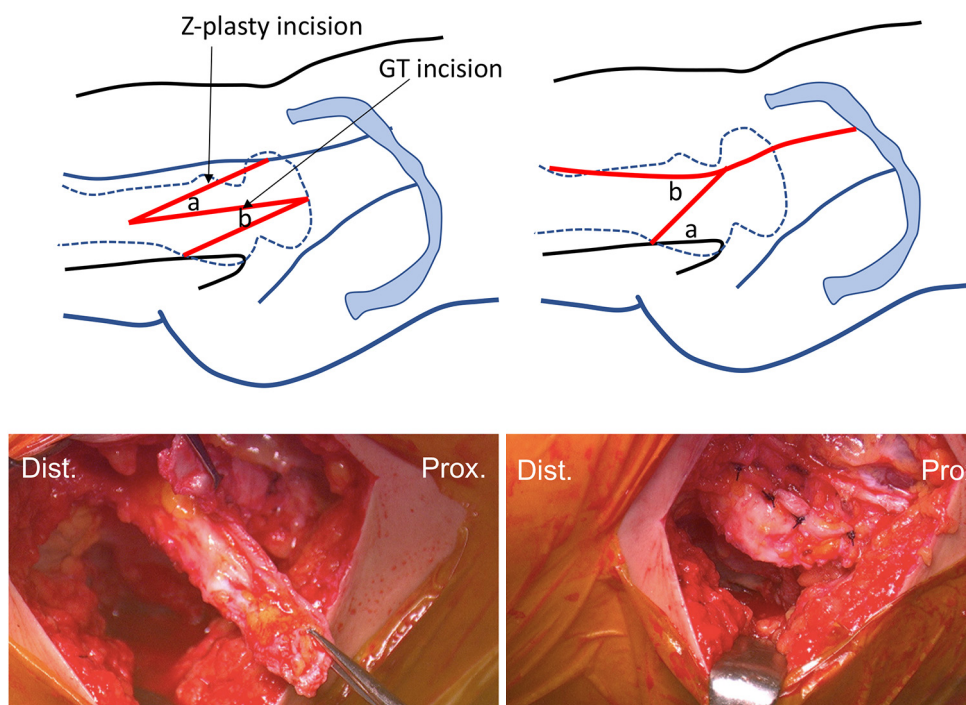 Z-plasty incision
GT incision
a
b
b
a
Dist.
Prox.
Dist.
Pro